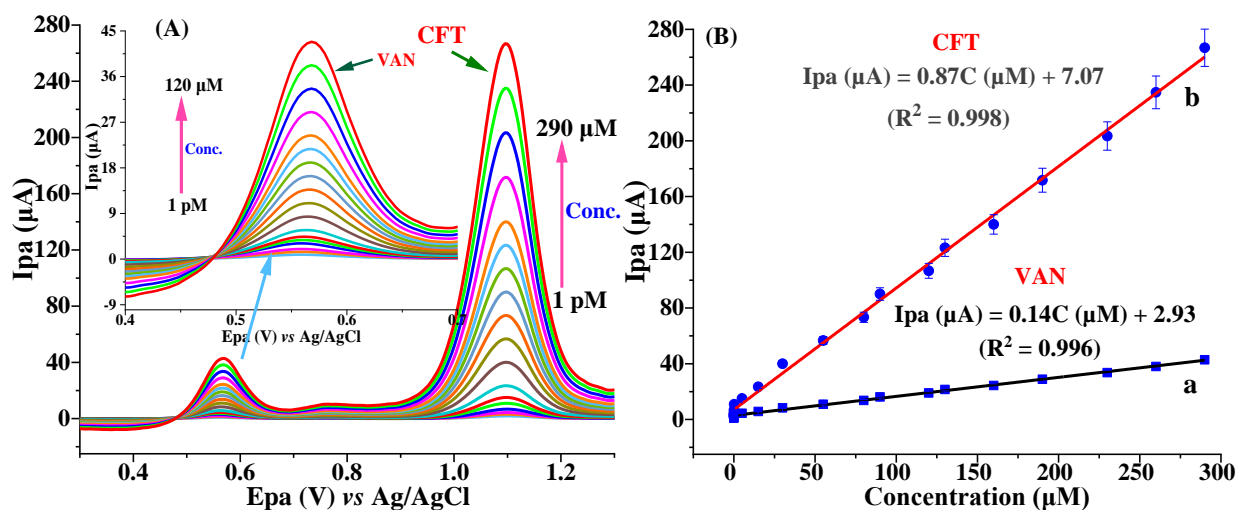 (A)
280
240
200
160
120
80
40
0
Ipa (µA)
0.4
0.6
0.8
1.0
1.2
Epa (V) vs Ag/AgCl
CFT
290 µM
Conc.
1 pM
45
36
27
18
9
0
-9
Ipa (µA)
0.4
0.5
0.6
0.7
Epa (V) vs Ag/AgCl
VAN
120 µM
Conc.
1 pM
(B)
280
240
200
160
120
80
40
0
Ipa (µA)
0
50
100
150
200
250
300
Concentration (µM)
CFT
Ipa (µA) = 0.87C (µM) + 7.07
(R² = 0.998)
b
VAN
Ipa (µA) = 0.14C (µM) + 2.93
(R² = 0.996)
a